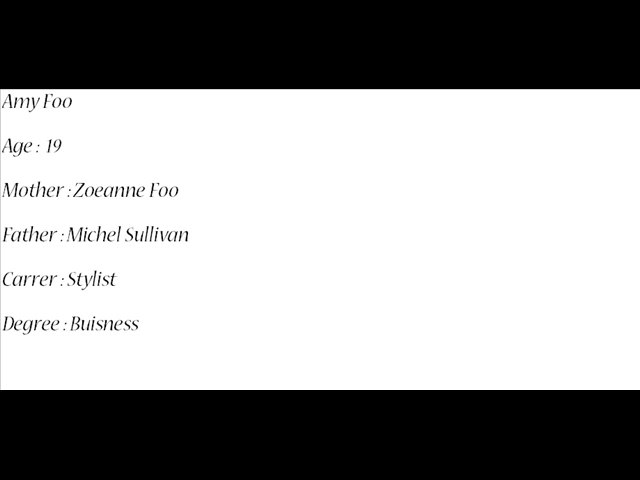 Amy Foo
Age : 19
Mother : Zoeanne Foo
Father : Michel Sullivan
Carrer : Stylist
Degree : Buisness